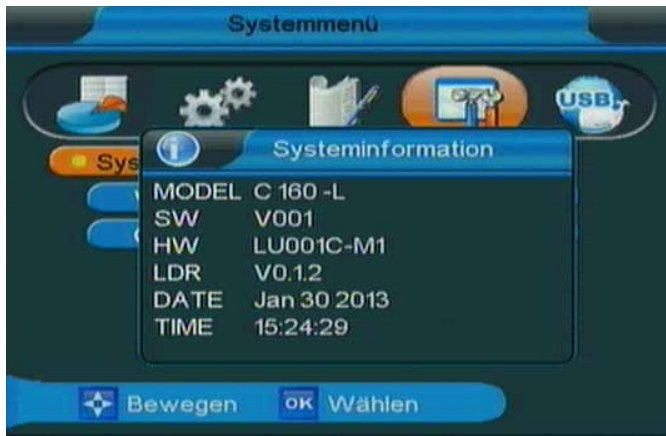 Systemmenü
USB
Sys
Systeminformation
MODEL C 160 -L
SW V001
HW LU001C-M1
LDR V0.1.2
DATE Jan 30 2013
TIME 15:24:29
Bewegen OK Wählen